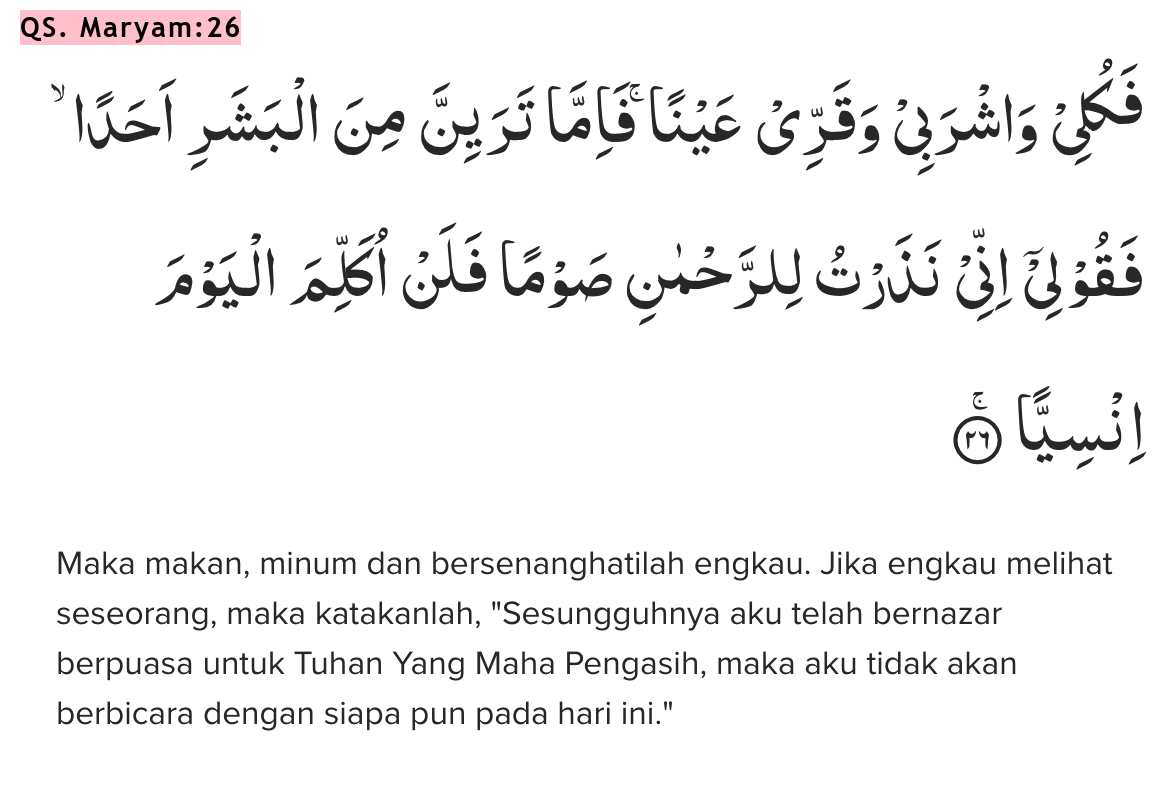 QS. Maryam:26
فَكُلِيْ وَاشْرَبِيْ وَقَرِّيْ عَيْنًاۚ فَاِمَّا تَرَيِنَّ مِنَ الْبَشَرِ اَحَدًاۙ
فَقُوْلِيْٓ اِنِّيْ نَذَرْتُ لِلرَّحْمٰنِ صَوْمًا فَلَنْ اُكَلِّمَ الْيَوْمَ
اِنْسِيًّا ۚ ٢٦
Maka makan, minum dan bersenanghatilah engkau. Jika engkau melihat
seseorang, maka katakanlah, "Sesungguhnya aku telah bernazar
berpuasa untuk Tuhan Yang Maha Pengasih, maka aku tidak akan
berbicara dengan siapa pun pada hari ini."